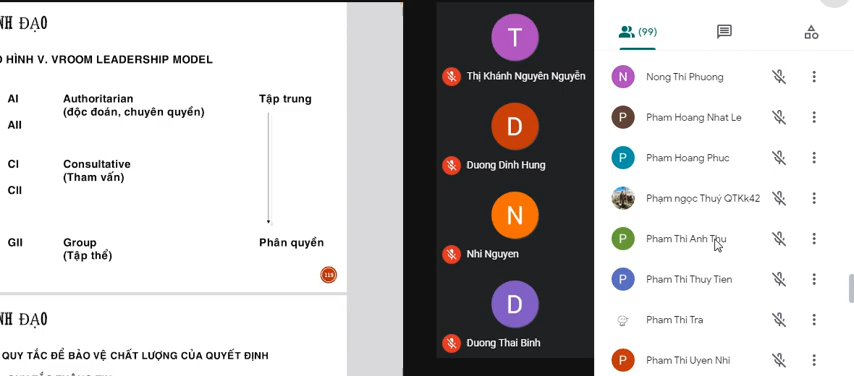 NH ĐẠO
HÌNH V. VROOM LEADERSHIP MODEL
AI Authoritarian Tập trung
(độc đoán, chuyên quyền)
AII
CI Consultative
(Tham vấn)
CII
GII Group Phân quyền
(Tập thể)
119
NH ĐẠO
QUY TẮC ĐỂ BẢO VỆ CHẤT LƯỢNG CỦA QUYẾT ĐỊNH
T
Thị Khánh Nguyên Nguyễn
D
Duong Dinh Hung
N
Nhi Nguyen
D
Duong Thai Binh
(99)
N Nong Thi Phuong
P Pham Hoang Nhat Le
P Pham Hoang Phuc
Phạm ngọc Thuý QTKk42
P Pham Thi Anh Thu
P Pham Thi Thuy Tien
Pham Thi Tra
P Pham Thi Uyen Nhi